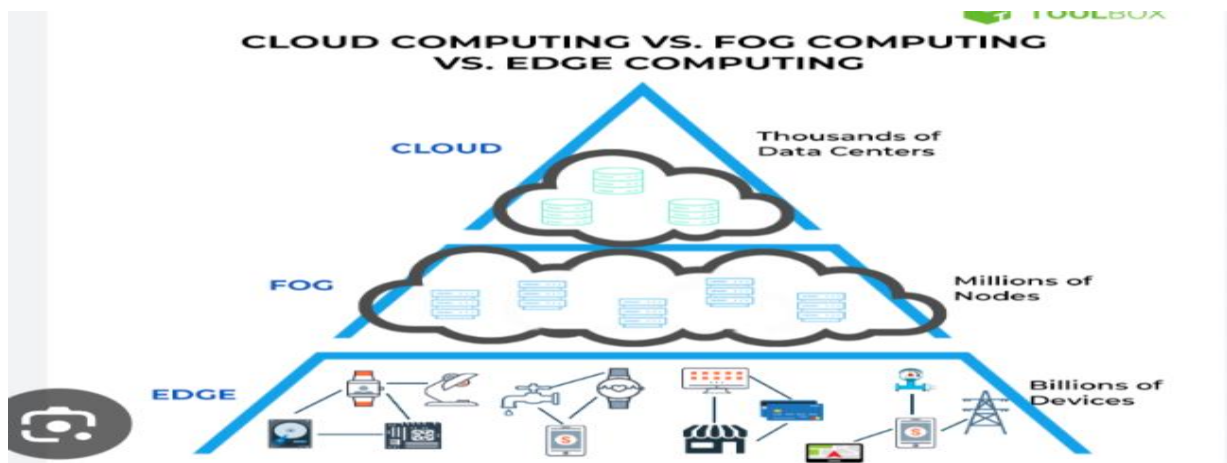 TOOLBOX
CLOUD COMPUTING VS. FOG COMPUTING
VS. EDGE COMPUTING
CLOUD
Thousands of
Data Centers
FOG
Millions of
Nodes
EDGE
Billions of
Devices
S
S